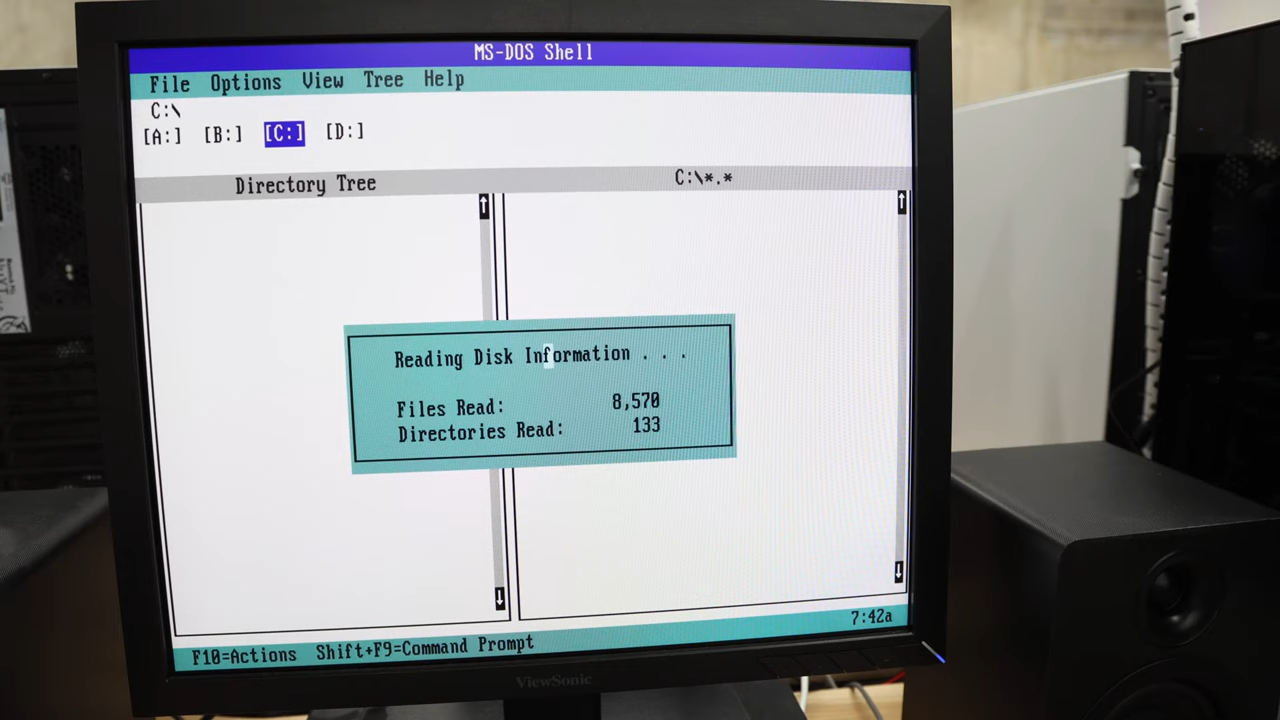 MS-DOS Shell
File Options View Tree Help
C:\
[A:] [B:] [C:] [D:]
Directory Tree
C:\*.*
↑ ↑
Reading Disk Information . . .
Files Read: 8,570
Directories Read: 133
↓ ↓
7:42a
F10=Actions Shift+F9=Command Prompt
ViewSonic